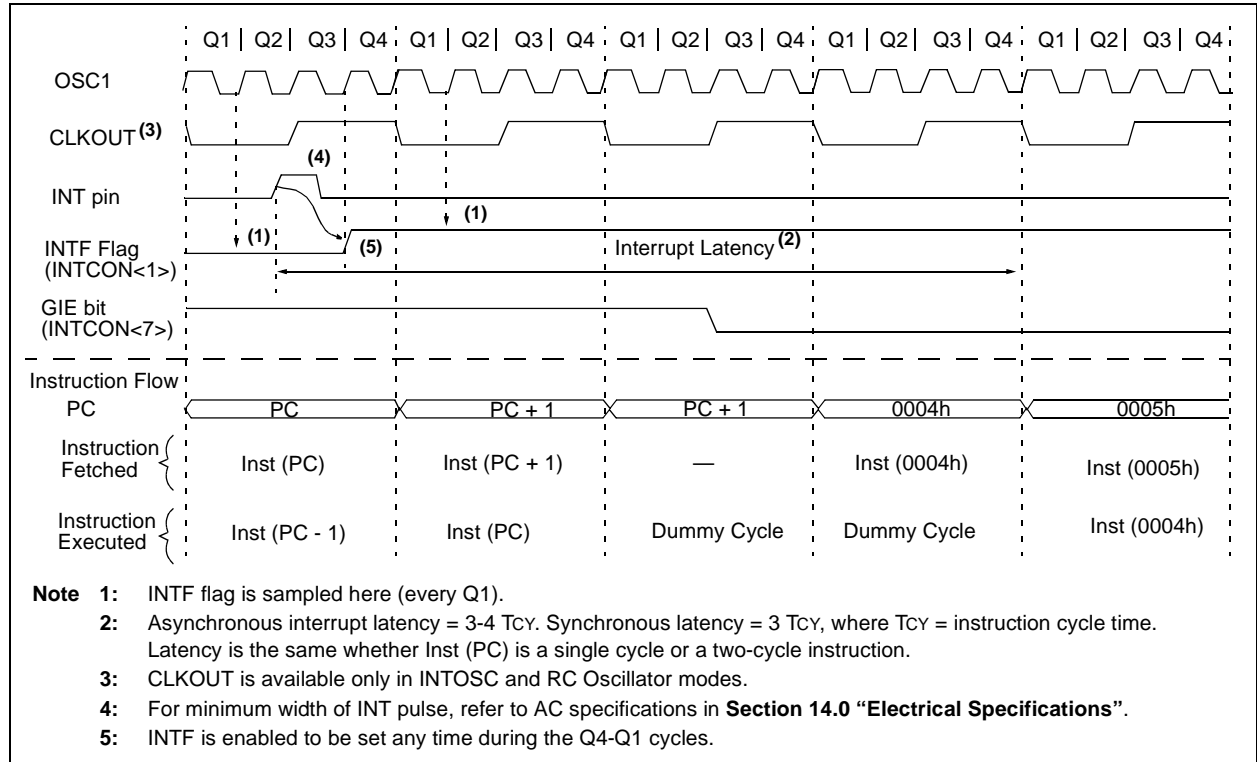 Q1 | Q2 | Q3 | Q4 Q1 | Q2 | Q3 | Q4 Q1 | Q2 | Q3 | Q4 Q1 | Q2 | Q3 | Q4 Q1 | Q2 | Q3 | Q4
OSC1
CLKOUT(3)
(4)
INT pin
(1)
(1)
(5)
INTF Flag
(INTCON<1>)
Interrupt Latency(2)
GIE bit
(INTCON<7>)
Instruction Flow
PC PC PC + 1 PC + 1 0004h 0005h
Instruction
Fetched
Inst (PC) Inst (PC + 1) — Inst (0004h) Inst (0005h)
Instruction
Executed
Inst (PC - 1) Inst (PC) Dummy Cycle Dummy Cycle Inst (0004h)
Note 1: INTF flag is sampled here (every Q1).
2: Asynchronous interrupt latency = 3-4 TCY. Synchronous latency = 3 TCY, where TCY = instruction cycle time.
Latency is the same whether Inst (PC) is a single cycle or a two-cycle instruction.
3: CLKOUT is available only in INTOSC and RC Oscillator modes.
4: For minimum width of INT pulse, refer to AC specifications in Section 14.0 “Electrical Specifications”.
5: INTF is enabled to be set any time during the Q4-Q1 cycles.